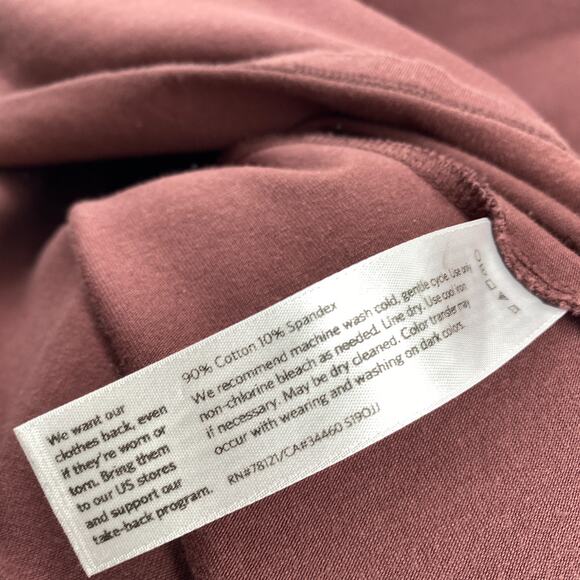 90% Cotton 10% Spandex
We recommend machine wash cold, gentle cycle. Use only
non-chlorine bleach as needed. Line dry. Use cool iron
if necessary. May be dry cleaned. Color transfer may
occur with wearing and washing on dark colors.
RN#78121/CA#34460 S19OJJ
We want our
clothes back, even
if they're worn or
torn. Bring them
to our US stores
and support our
take-back program.